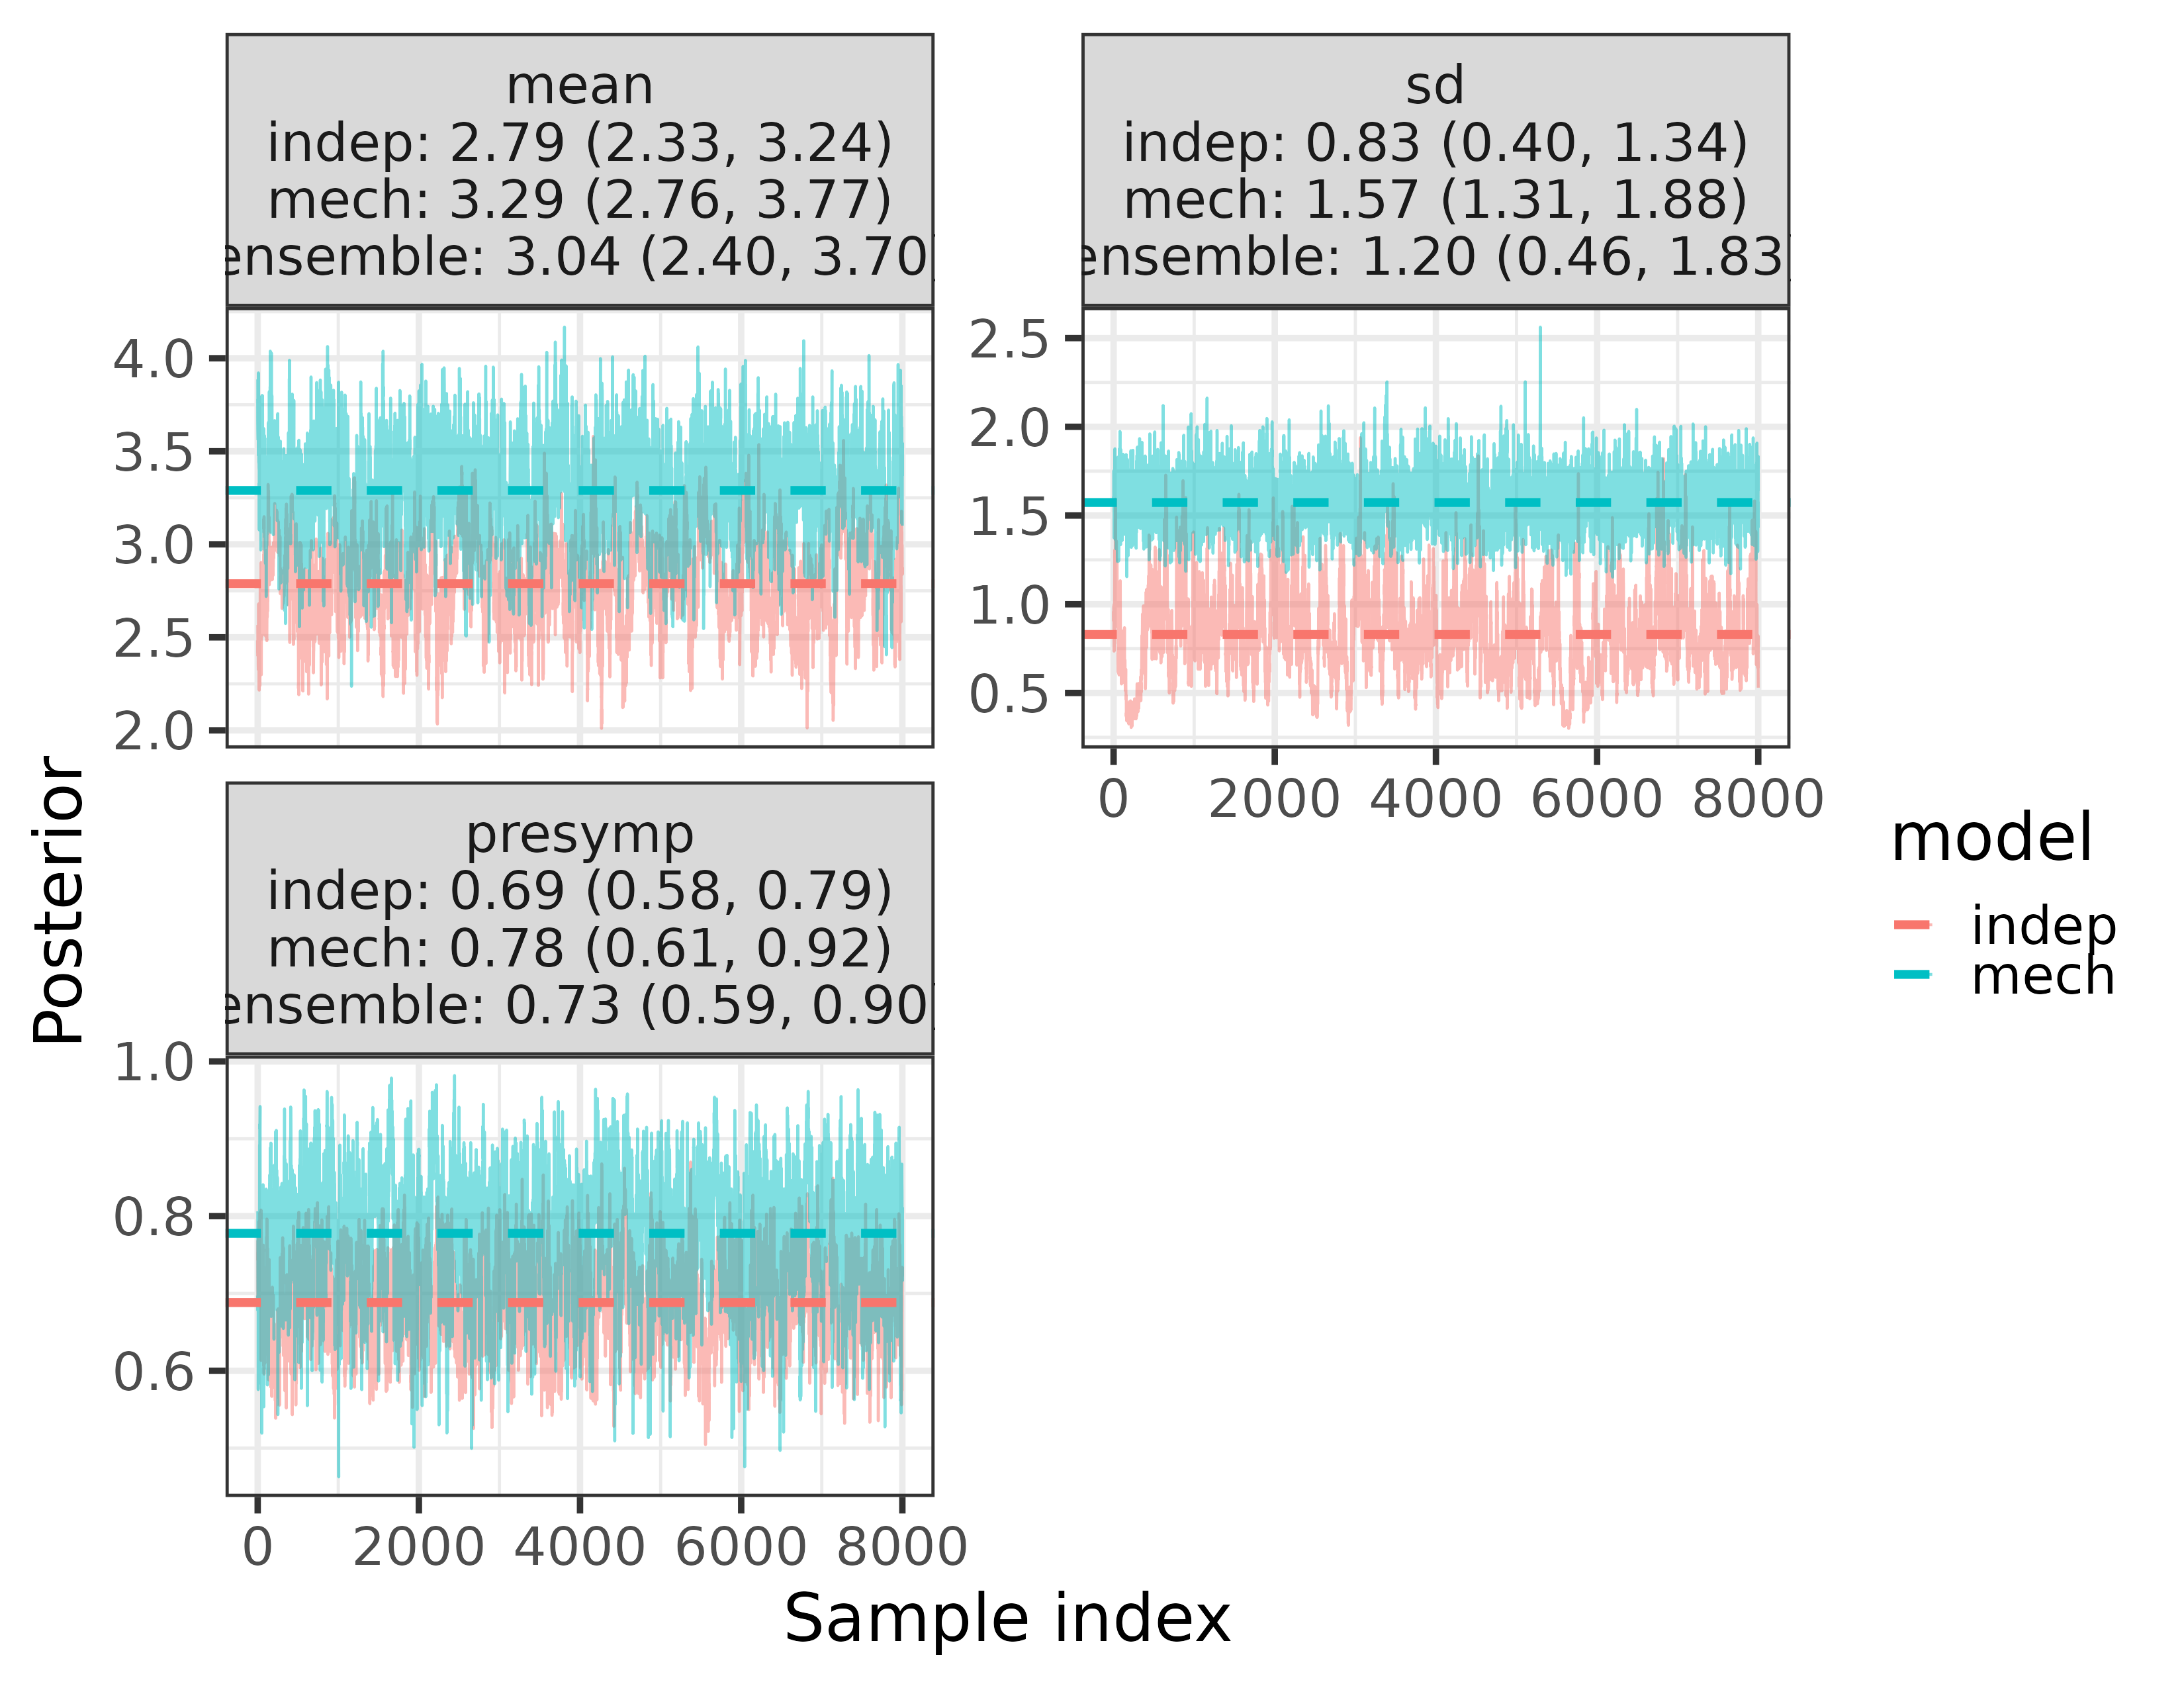 mean
indep: 2.79 (2.33, 3.24)
mech: 3.29 (2.76, 3.77)
ensemble: 3.04 (2.40, 3.70
4.0
3.5
3.0
2.5
2.0
sd
indep: 0.83 (0.40, 1.34)
mech: 1.57 (1.31, 1.88)
ensemble: 1.20 (0.46, 1.83
2.5
2.0
1.5
1.0
0.5
0 2000 4000 6000 8000
presymp
indep: 0.69 (0.58, 0.79)
mech: 0.78 (0.61, 0.92)
ensemble: 0.73 (0.59, 0.90
1.0
0.8
0.6
0 2000 4000 6000 8000
Posterior
Sample index
model
indep
mech